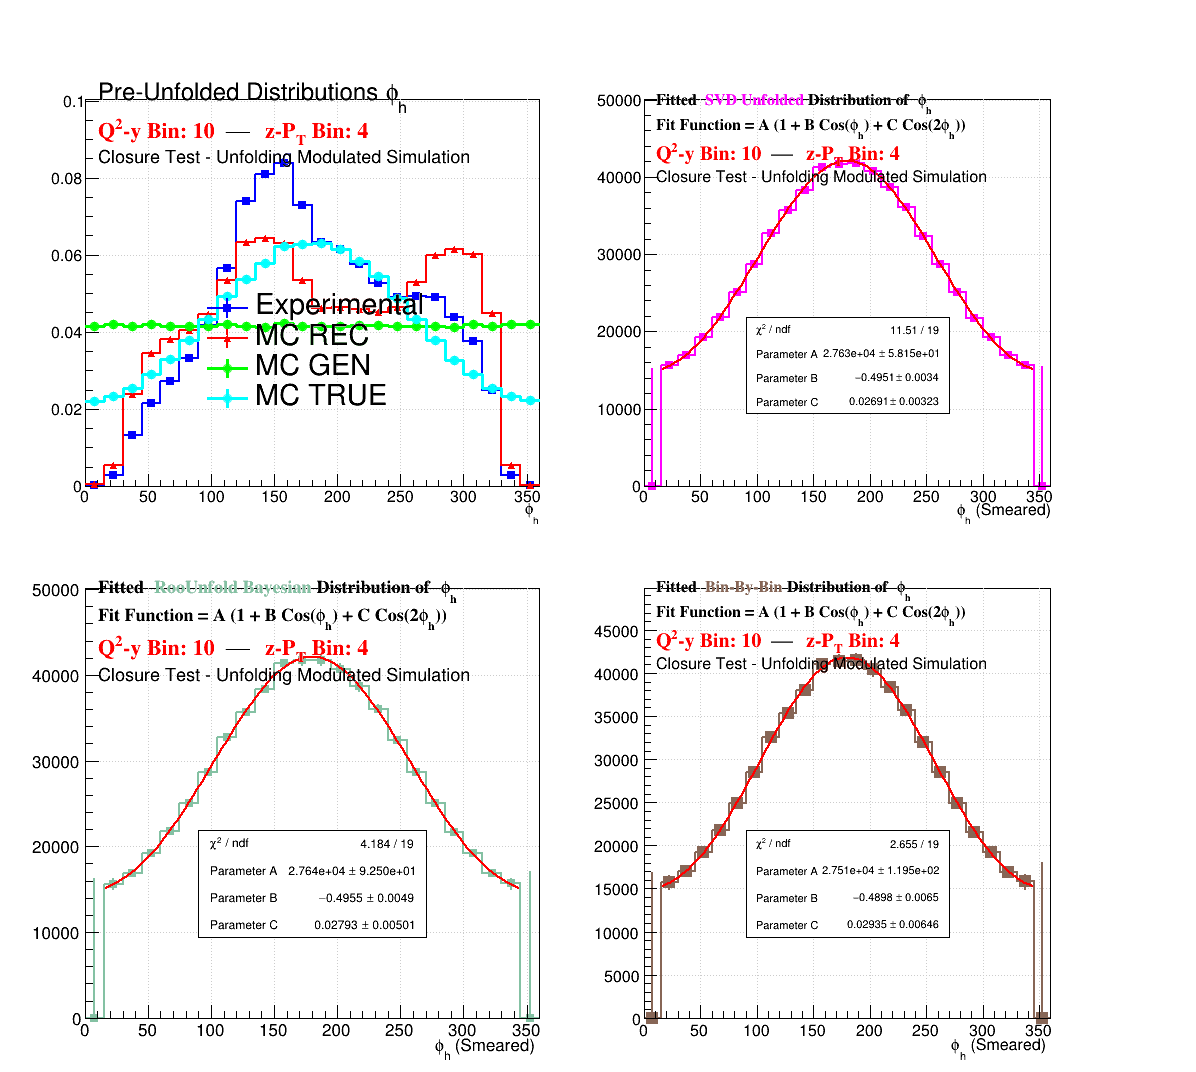 Pre-Unfolded Distributions ϕh
Q²-y Bin: 10 — z-PT Bin: 4
Closure Test - Unfolding Modulated Simulation
0.1
0.08
0.06
0.04
0.02
0
Experimental
MC REC
MC GEN
MC TRUE
0 50 100 150 200 250 300
ϕh
Fitted SVD Unfolded Distribution of ϕh
Fit Function = A (1 + B Cos(ϕh) + C Cos(2ϕh))
Q²-y Bin: 10 — z-PT Bin: 4
Closure Test - Unfolding Modulated Simulation
50000
40000
30000
20000
10000
0
χ² / ndf 11.51 / 19
Parameter A 2.763e+04 ± 5.815e+01
Parameter B −0.4951 ± 0.0034
Parameter C 0.02691 ± 0.00323
0 50 100 150 200 250 300 350
ϕh (Smeared)
Fitted RooUnfold Bayesian Distribution of ϕh
Fit Function = A (1 + B Cos(ϕh) + C Cos(2ϕh))
Q²-y Bin: 10 — z-PT Bin: 4
Closure Test - Unfolding Modulated Simulation
50000
40000
30000
20000
10000
0
χ² / ndf 4.184 / 19
Parameter A 2.764e+04 ± 9.250e+01
Parameter B −0.4955 ± 0.0049
Parameter C 0.02793 ± 0.00501
0 50 100 150 200 250 300
ϕh (Smeared)
Fitted Bin-By-Bin Distribution of ϕh
Fit Function = A (1 + B Cos(ϕh) + C Cos(2ϕh))
Q²-y Bin: 10 — z-PT Bin: 4
Closure Test - Unfolding Modulated Simulation
45000
40000
35000
30000
25000
20000
15000
10000
5000
0
χ² / ndf 2.655 / 19
Parameter A 2.751e+04 ± 1.195e+02
Parameter B −0.4898 ± 0.0065
Parameter C 0.02935 ± 0.00646
0 50 100 150 200 250 300 350
ϕh (Smeared)